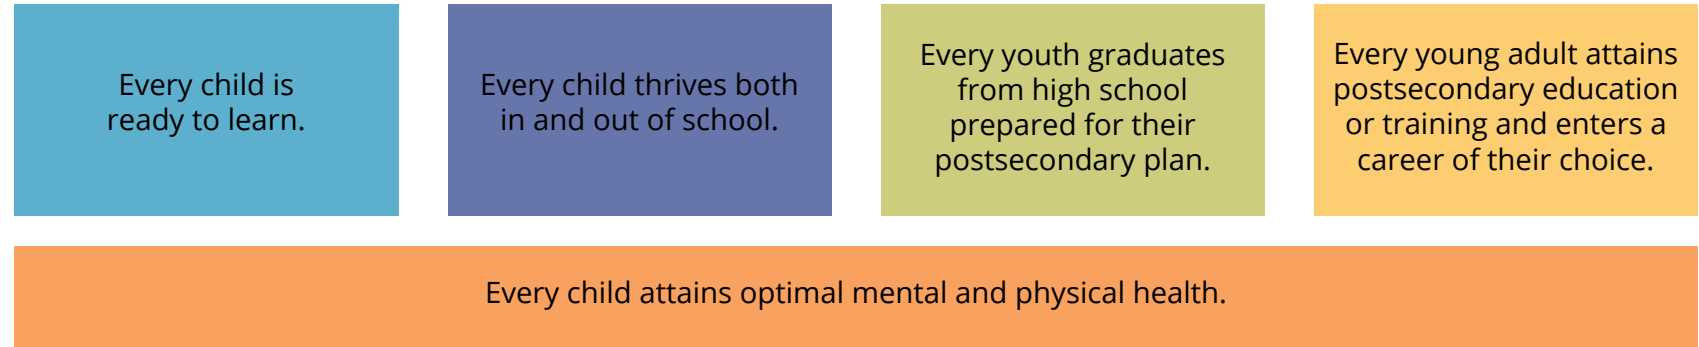 Every child is
ready to learn.
Every child thrives both
in and out of school.
Every youth graduates
from high school
prepared for their
postsecondary plan.
Every young adult attains
postsecondary education
or training and enters a
career of their choice.
Every child attains optimal mental and physical health.